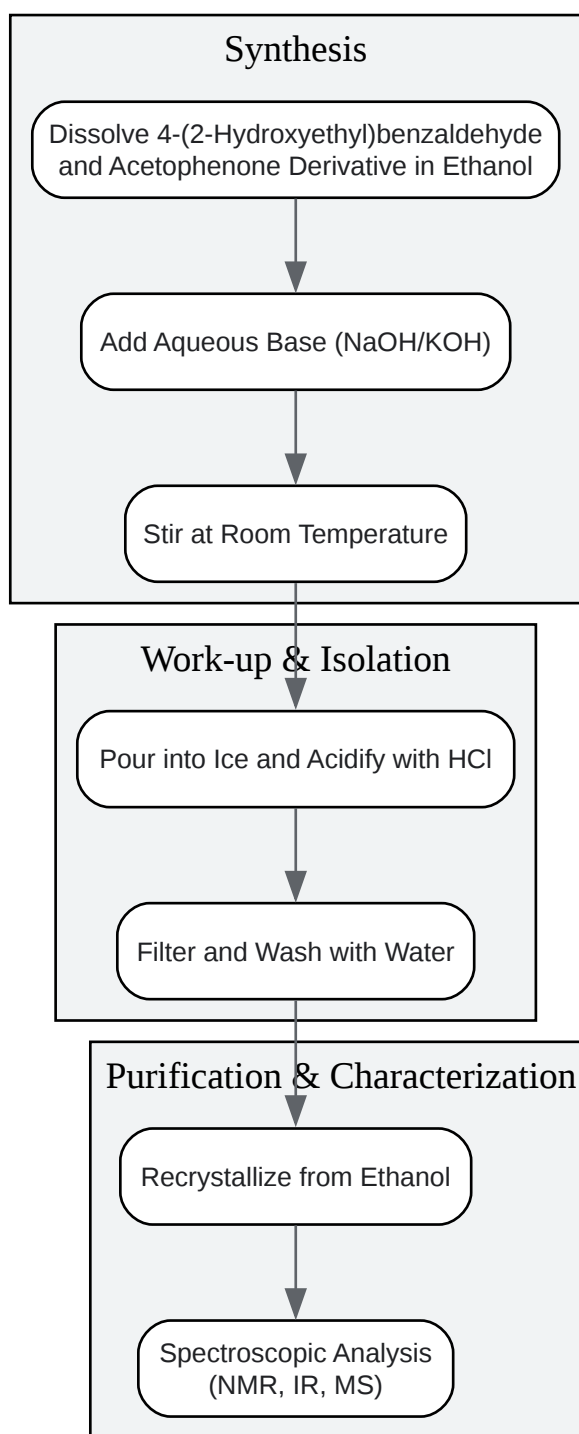 Synthesis
Dissolve 4-(2-Hydroxyethyl)benzaldehyde
and Acetophenone Derivative in Ethanol
Add Aqueous Base (NaOH/KOH)
Stir at Room Temperature
Work-up & Isolation
Pour into Ice and Acidify with HCl
Filter and Wash with Water
Purification & Characterization
Recrystallize from Ethanol
Spectroscopic Analysis
(NMR, IR, MS)